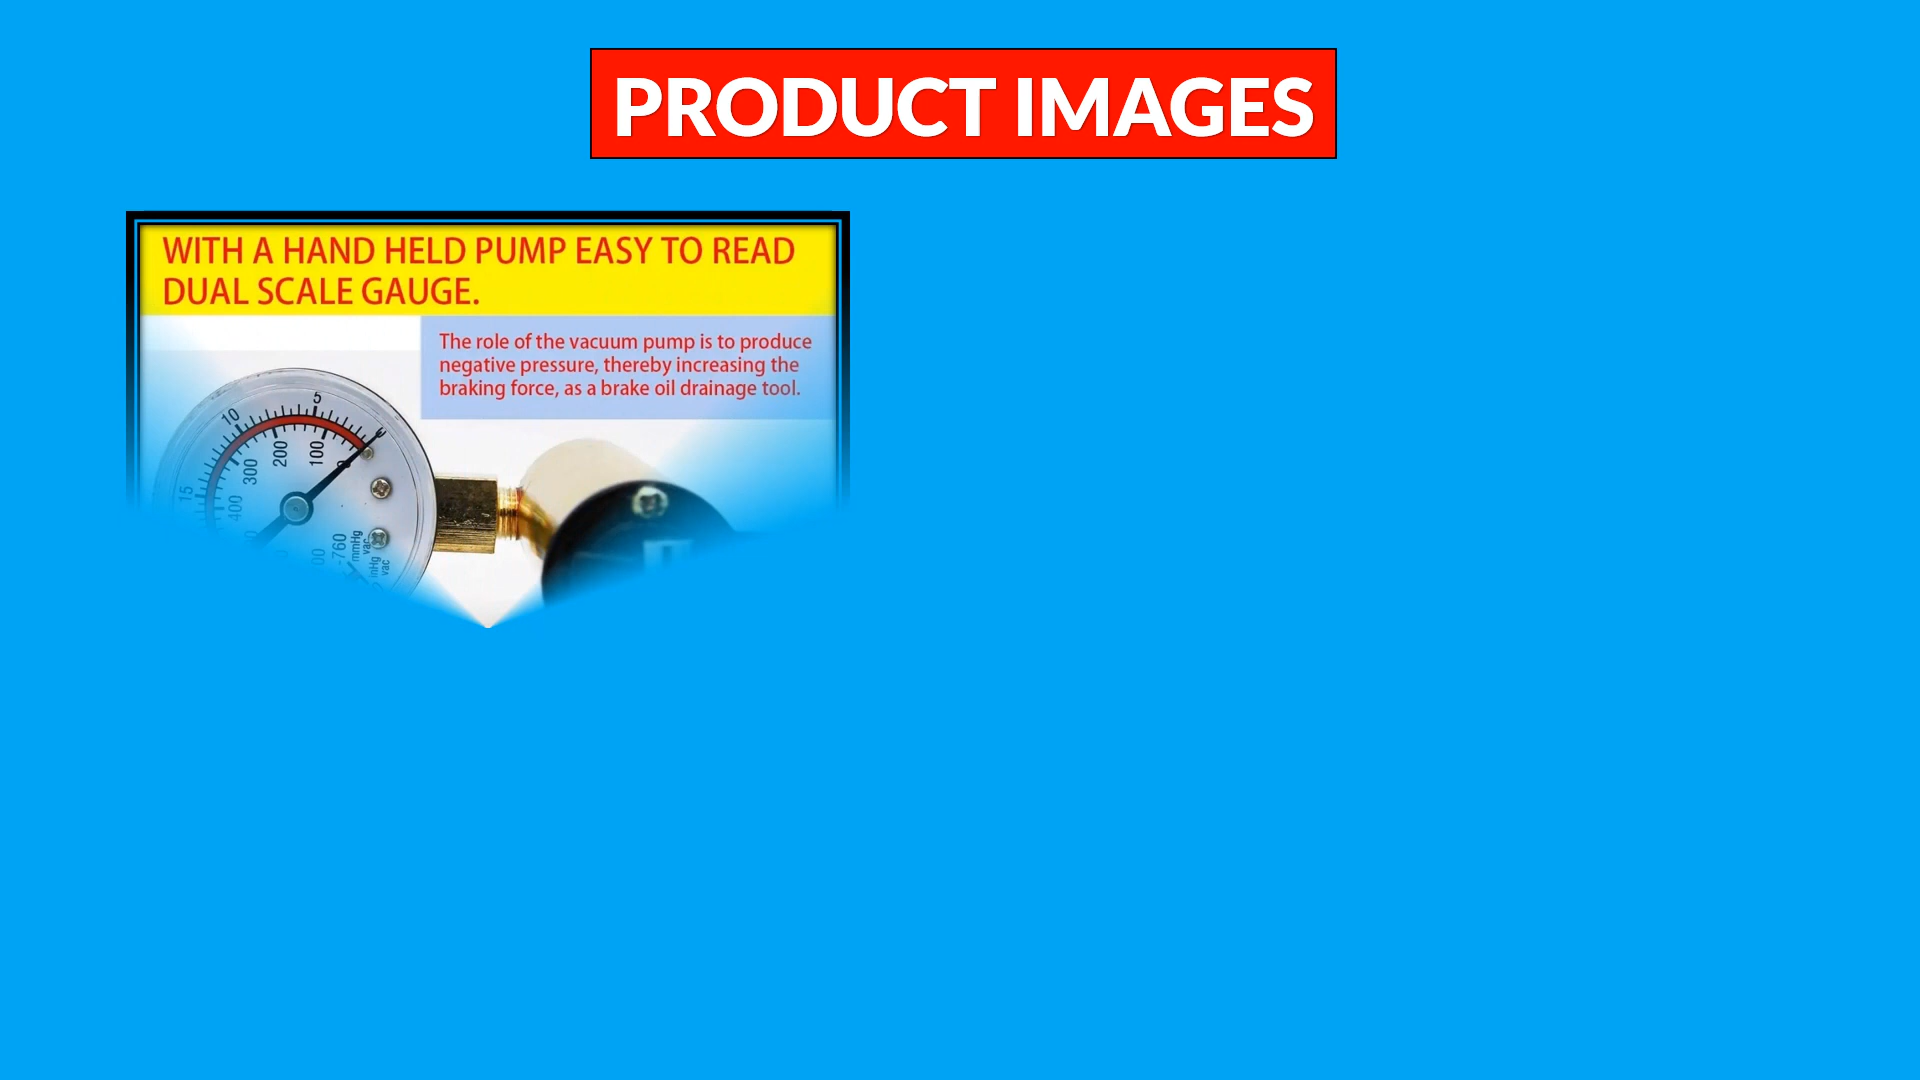 PRODUCT IMAGES
WITH A HAND HELD PUMP EASY TO READ
DUAL SCALE GAUGE.
The role of the vacuum pump is to produce
negative pressure, thereby increasing the
braking force, as a brake oil drainage tool.
5
10
0
200
100
300
15
400
-760
mmHg
vac
inHg
vac